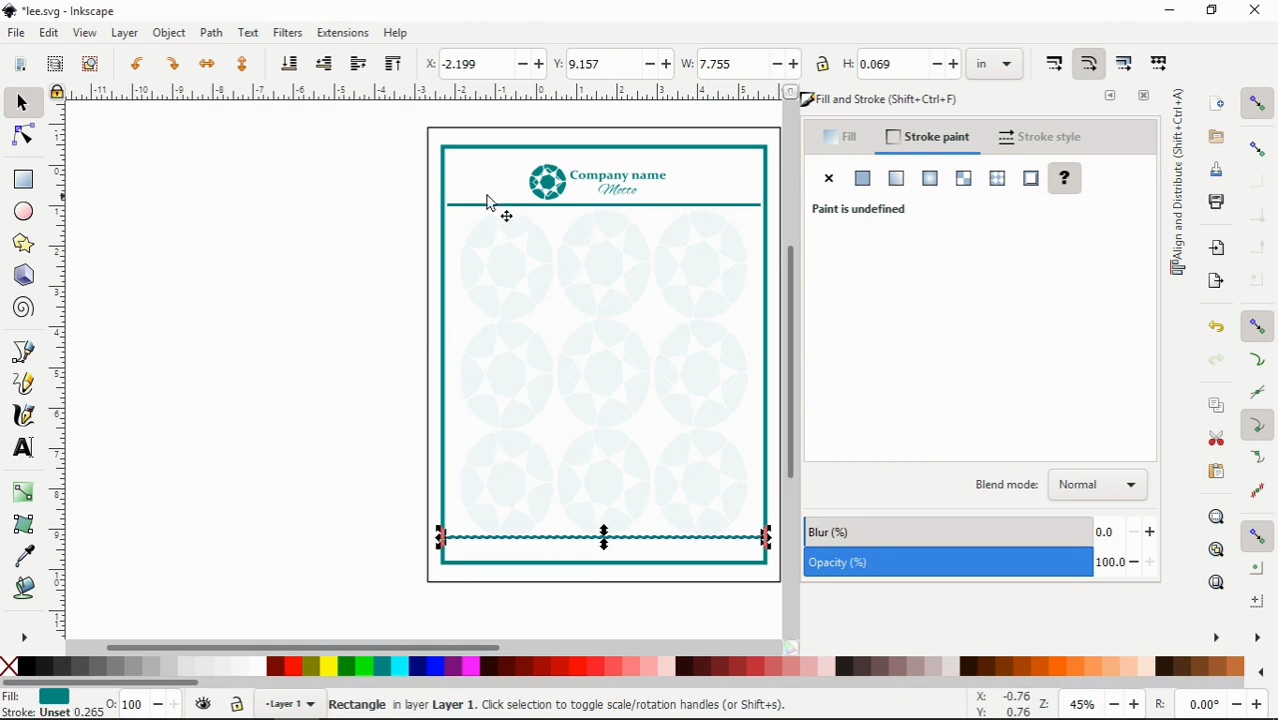 *lee.svg - Inkscape
File Edit View Layer Object Path Text Filters Extensions Help
X: -2.199 Y: 9.157 W: 7.755 H: 0.069 in
Fill and Stroke (Shift+Ctrl+F)
Fill Stroke paint Stroke style
?
Paint is undefined
Align and Distribute (Shift+Ctrl+A)
Company name
Motto
Blend mode: Normal
Blur (%) 0.0
Opacity (%) 100.0
Fill:
Stroke: Unset 0.265
O: 100
Layer 1
Rectangle in layer Layer 1. Click selection to toggle scale/rotation handles (or Shift+s).
X: -0.76
Y: 0.76
Z: 45%
R: 0.00°